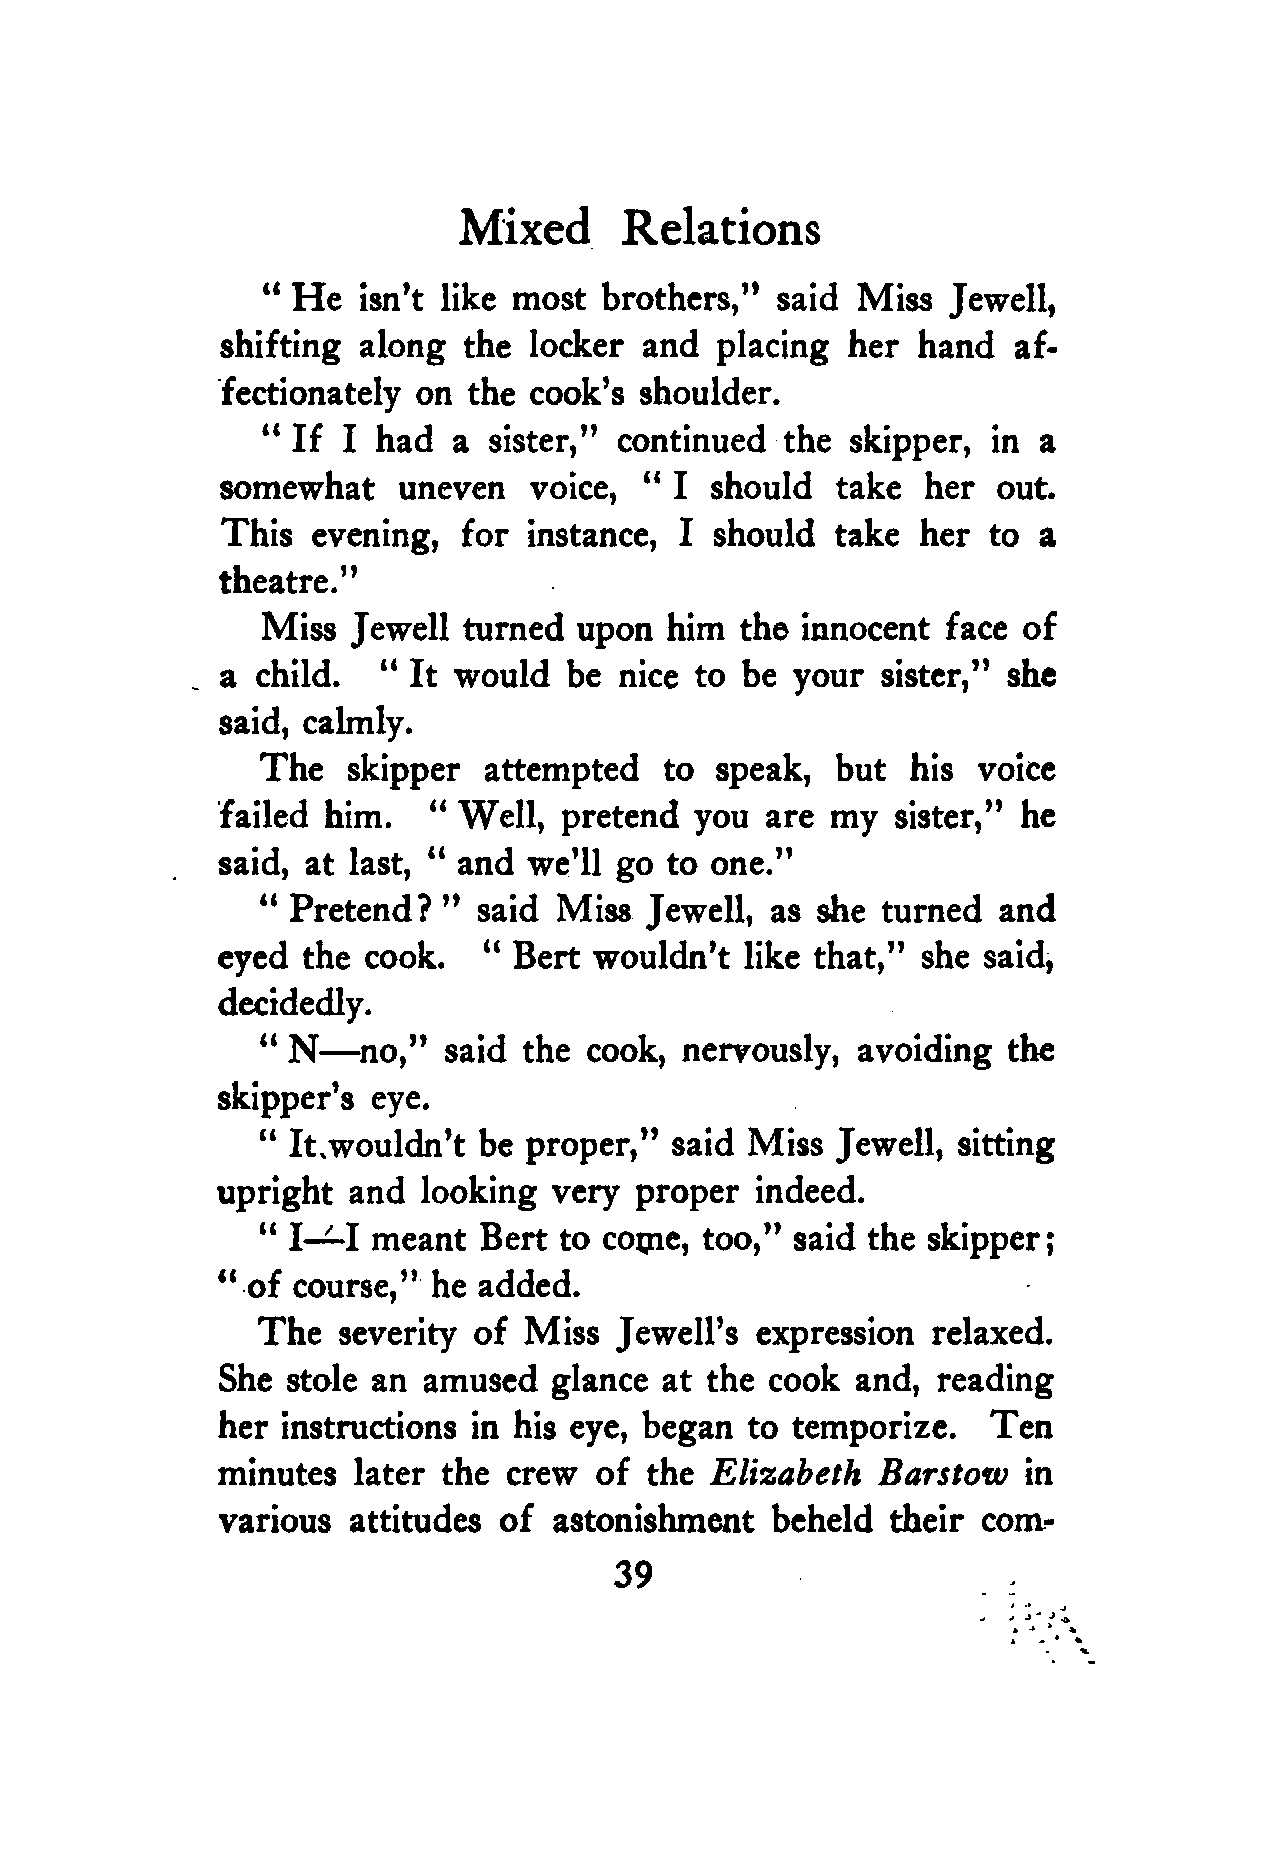 Mixed Relations
" He isn't like most brothers," said Miss Jewell,
shifting along the locker and placing her hand af-
fectionately on the cook's shoulder.
" If I had a sister," continued the skipper, in a
somewhat uneven voice, " I should take her out.
This evening, for instance, I should take her to a
theatre."
Miss Jewell turned upon him the innocent face of
a child. " It would be nice to be your sister," she
said, calmly.
The skipper attempted to speak, but his voice
failed him. " Well, pretend you are my sister," he
said, at last, " and we'll go to one."
" Pretend? " said Miss Jewell, as she turned and
eyed the cook. " Bert wouldn't like that," she said,
decidedly.
" N—no," said the cook, nervously, avoiding the
skipper's eye.
" It wouldn't be proper," said Miss Jewell, sitting
upright and looking very proper indeed.
" I—I meant Bert to come, too," said the skipper;
" of course," he added.
The severity of Miss Jewell's expression relaxed.
She stole an amused glance at the cook and, reading
her instructions in his eye, began to temporize. Ten
minutes later the crew of the Elizabeth Barstow in
various attitudes of astonishment beheld their com-
39